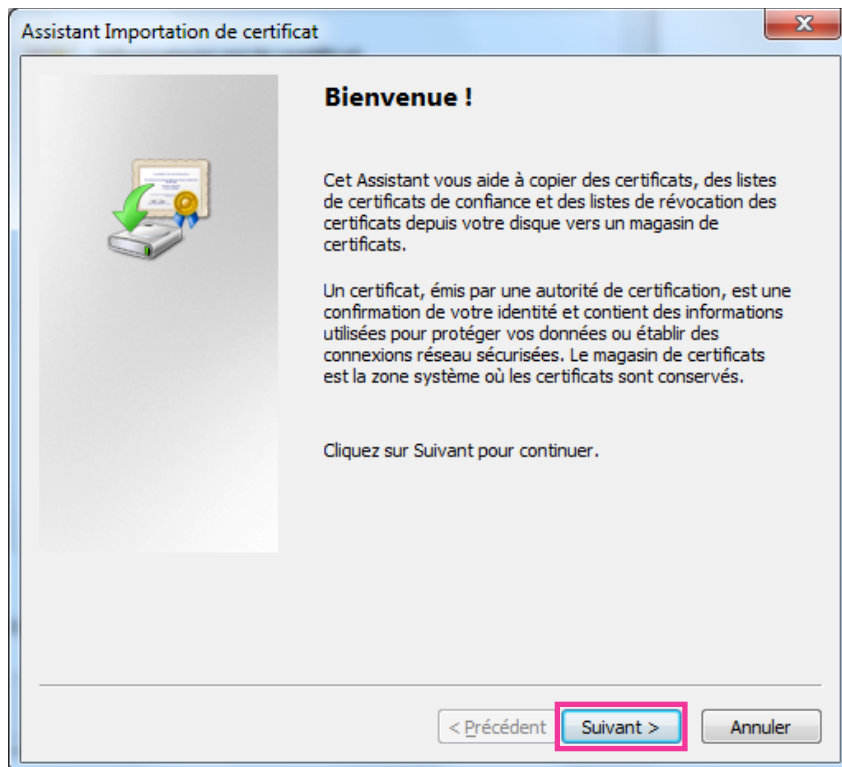 Assistant Importation de certificat
Bienvenue !
Cet Assistant vous aide à copier des certificats, des listes
de certificats de confiance et des listes de révocation des
certificats depuis votre disque vers un magasin de
certificats.
Un certificat, émis par une autorité de certification, est une
confirmation de votre identité et contient des informations
utilisées pour protéger vos données ou établir des
connexions réseau sécurisées. Le magasin de certificats
est la zone système où les certificats sont conservés.
Cliquez sur Suivant pour continuer.
< Précédent Suivant > Annuler